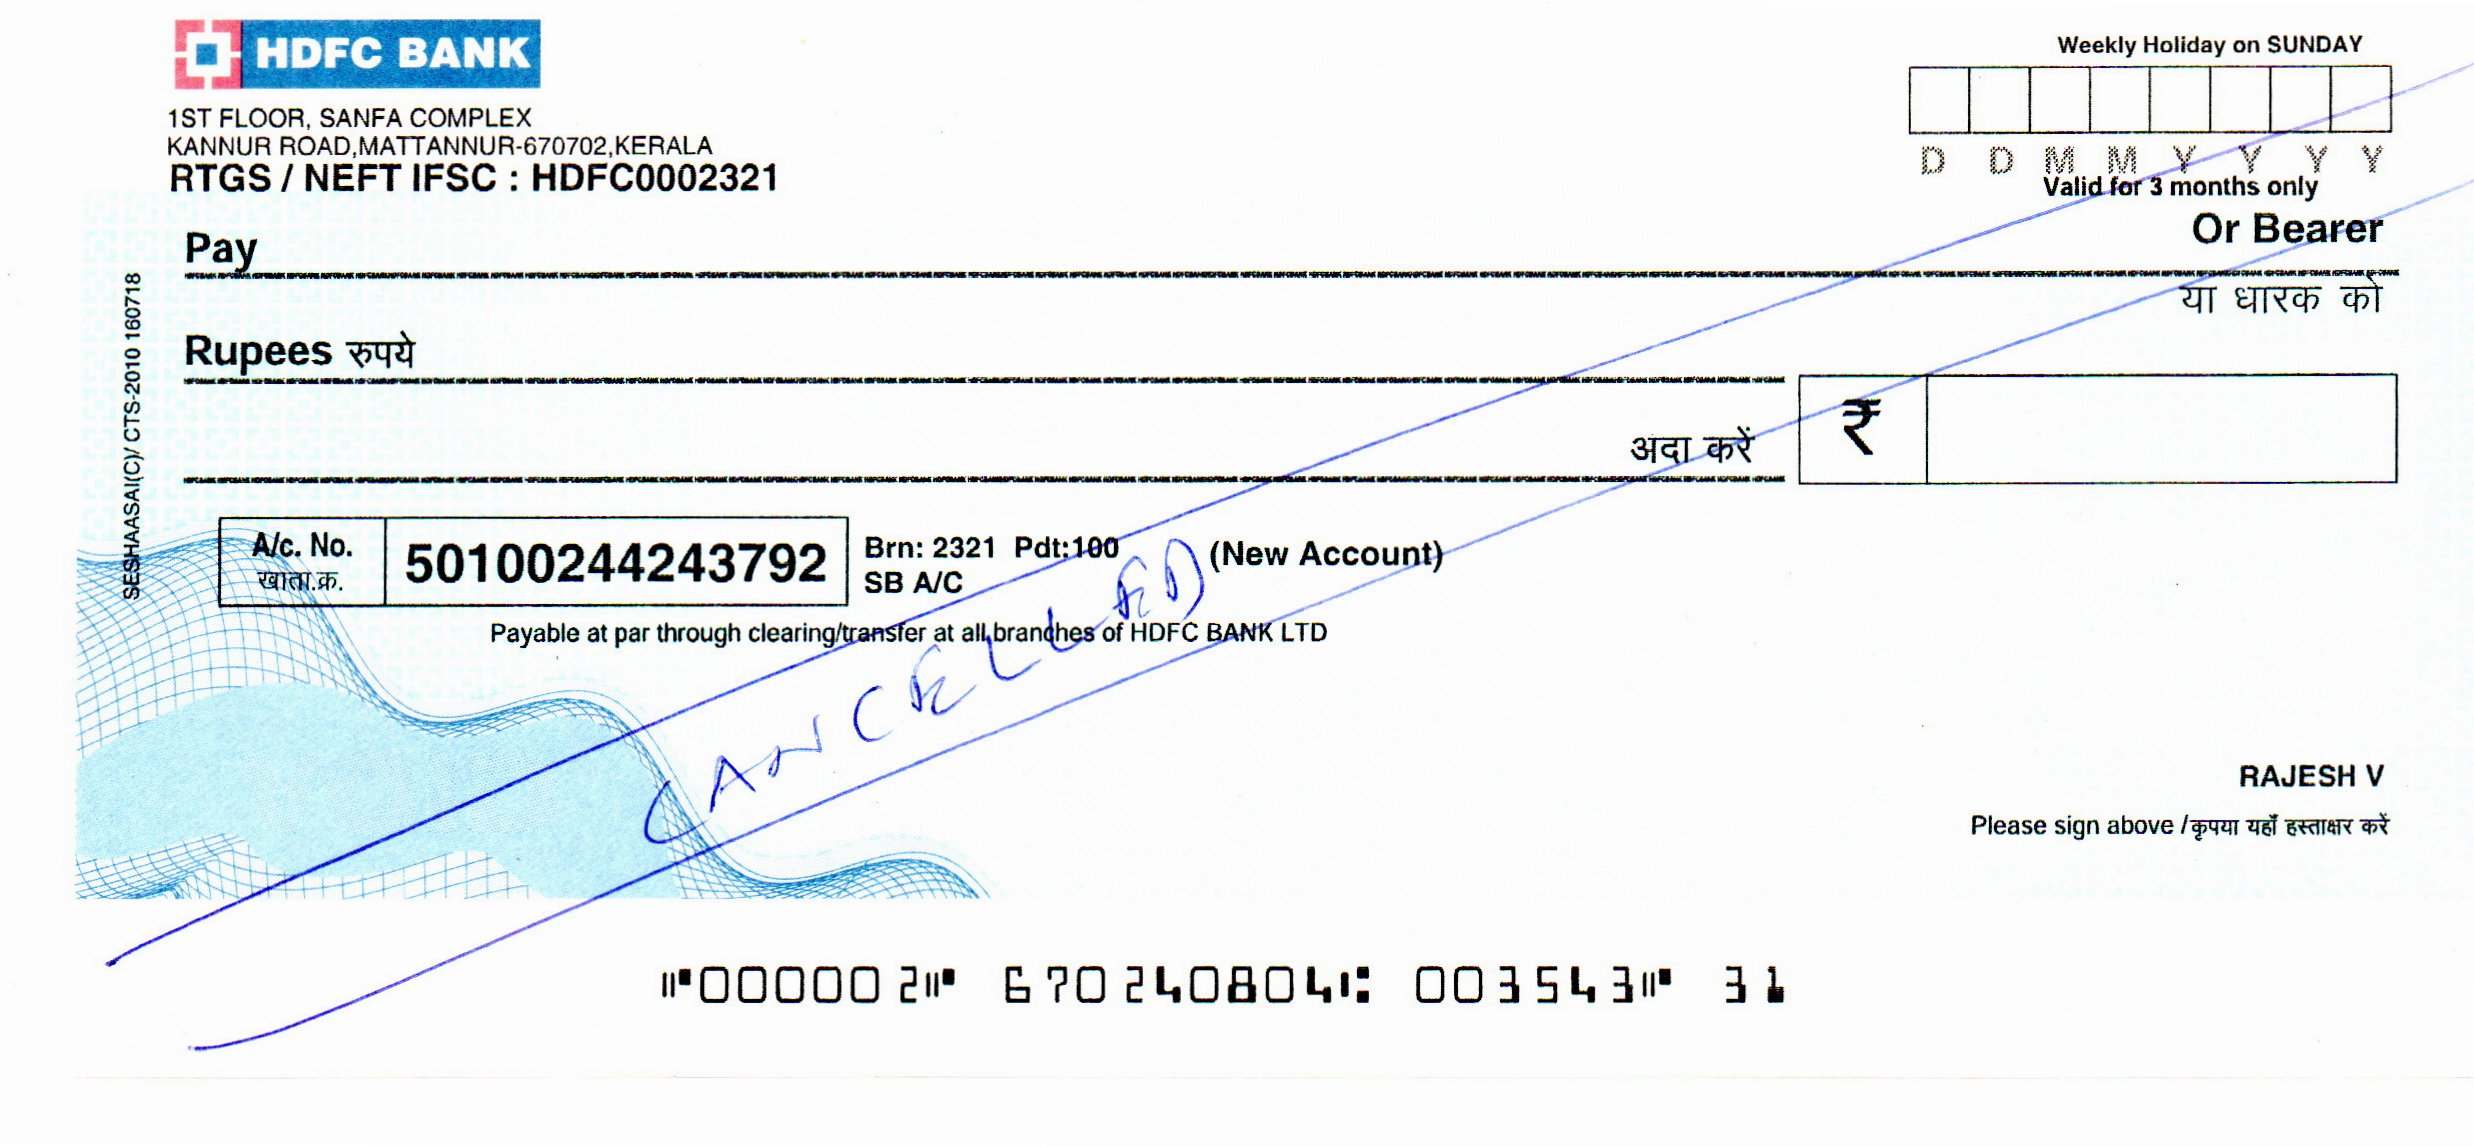 HDFC BANK
Weekly Holiday on SUNDAY
1ST FLOOR, SANFA COMPLEX
KANNUR ROAD,MATTANNUR-670702,KERALA
RTGS / NEFT IFSC : HDFC0002321
D D M M Y Y Y Y
Valid for 3 months only
Pay
Or Bearer
या धारक को
Rupees रुपये
अदा करें
₹
SESHAASAI(C)/ CTS-2010 160718
A/c. No.
खाता.क्र.
50100244243792
Brn: 2321 Pdt:100
SB A/C
(New Account)
Payable at par through clearing/transfer at all branches of HDFC BANK LTD
CANCELLED
RAJESH V
Please sign above / कृपया यहाँ हस्ताक्षर करें
⑈000002⑈ 670240804⑆ 003543⑈ 31